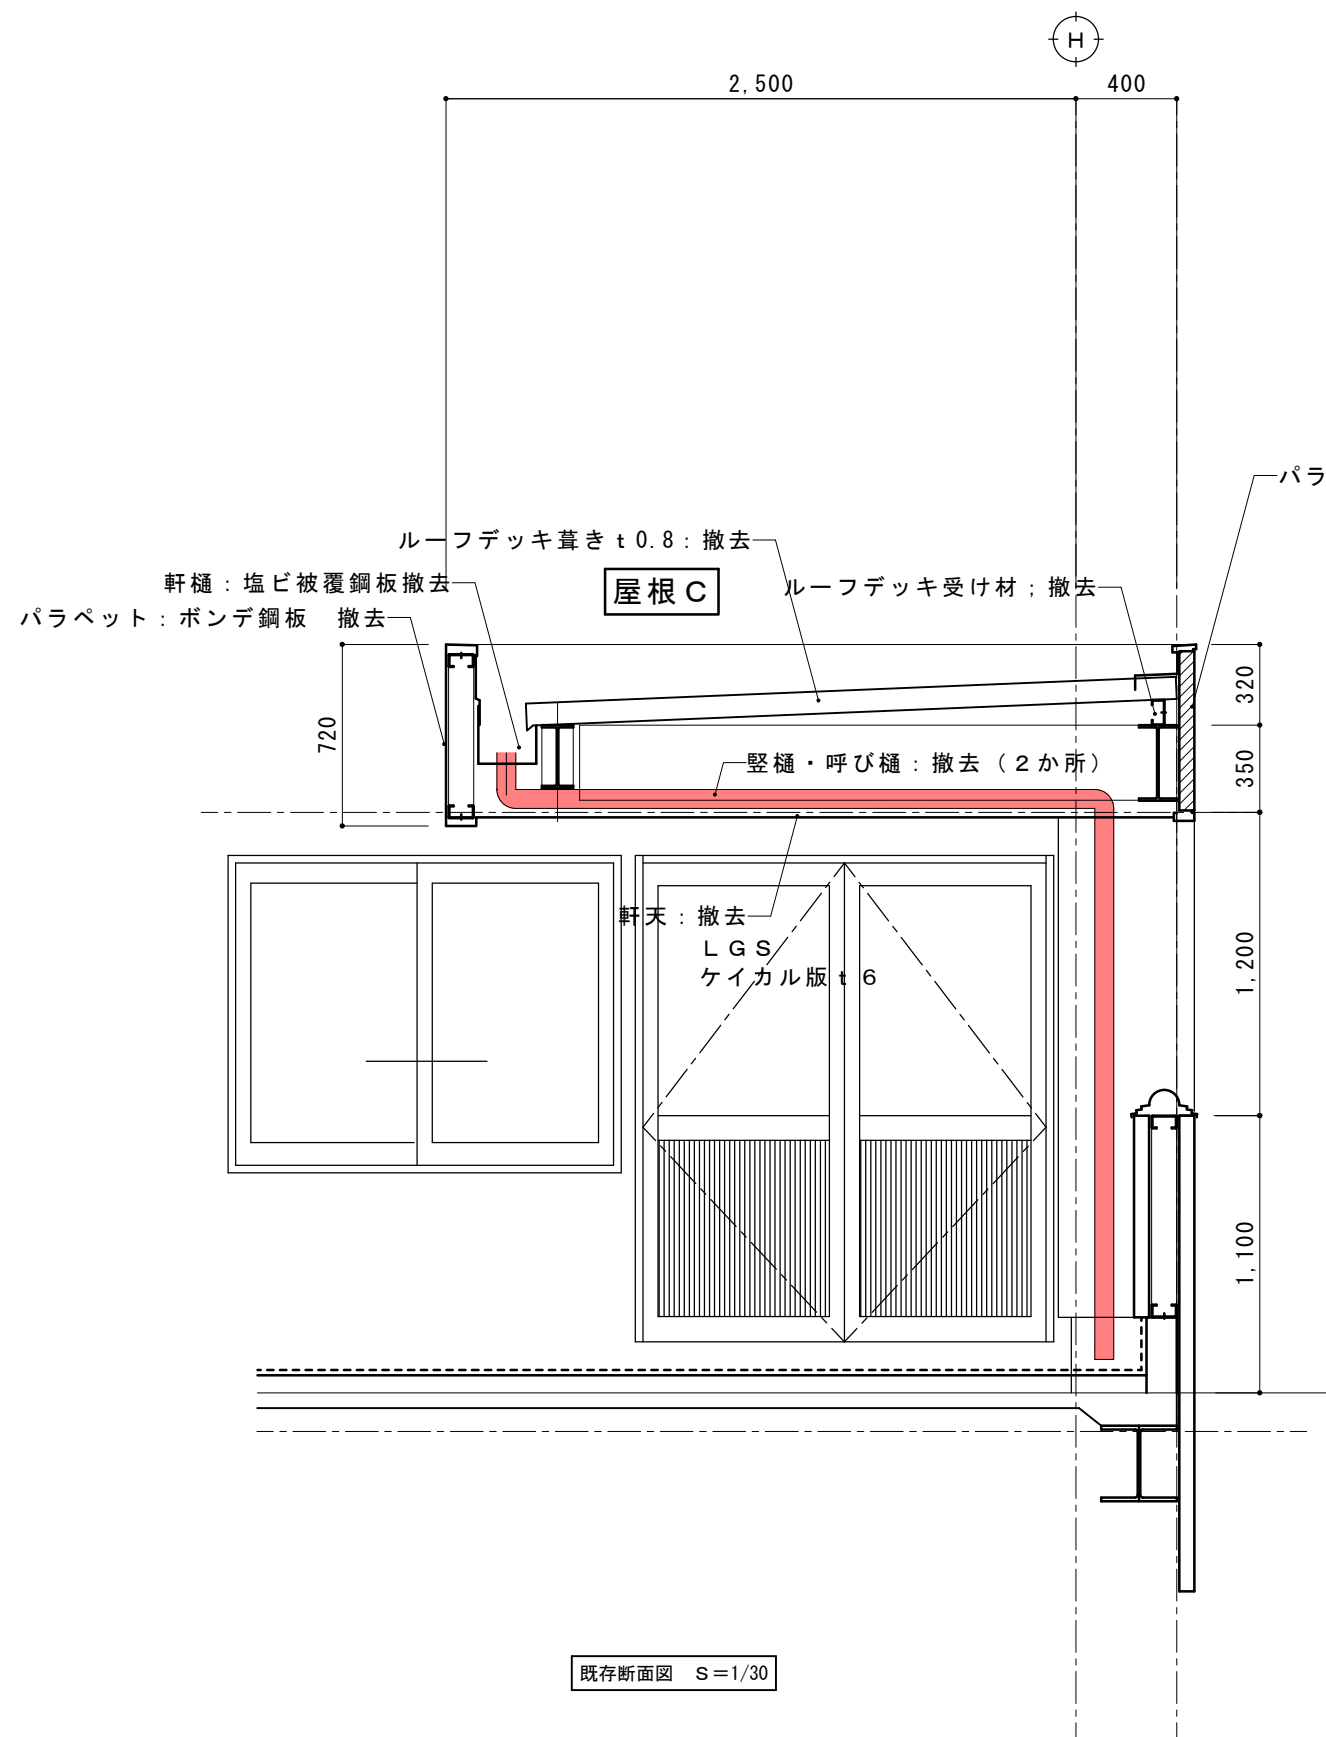 H
2,500
400
パラ
ルーフデッキ葺きｔ0.8：撤去
軒樋：塩ビ被覆鋼板撤去
屋根Ｃ
ルーフデッキ受け材；撤去
パラペット：ボンデ鋼板　撤去
720
320
竪樋・呼び樋：撤去（２か所）
350
軒天：撤去
ＬＧＳ
ケイカル版ｔ６
1,200
1,100
既存断面図　Ｓ＝1/30